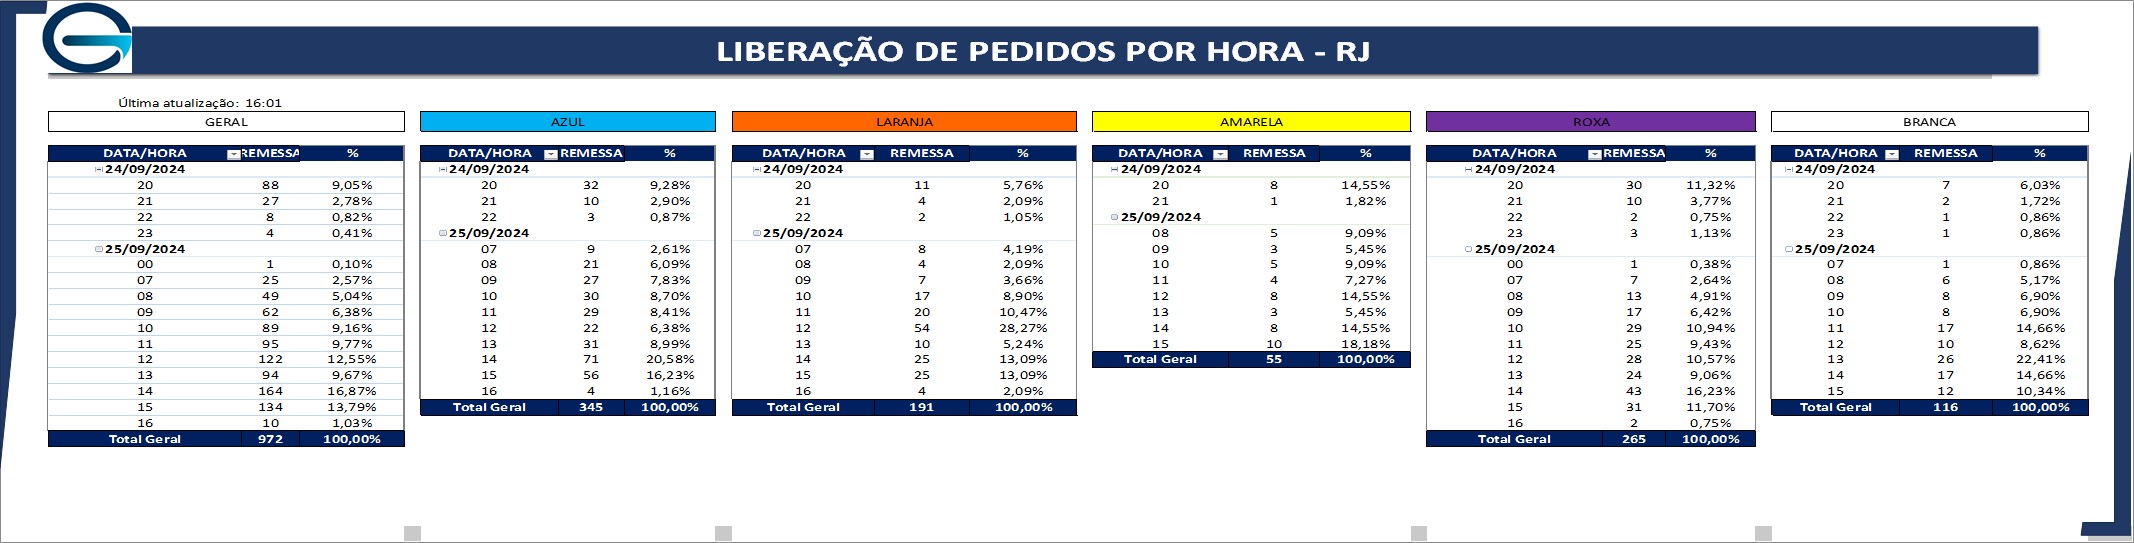 LIBERAÇÃO DE PEDIDOS POR HORA - RJ
Última atualização: 16:01
GERAL
DATA/HORA REMESSA %
24/09/2024
20 88 9,05%
21 27 2,78%
22 8 0,82%
23 4 0,41%
25/09/2024
00 1 0,10%
07 25 2,57%
08 49 5,04%
09 62 6,38%
10 89 9,16%
11 95 9,77%
12 122 12,55%
13 94 9,67%
14 164 16,87%
15 134 13,79%
16 10 1,03%
Total Geral 972 100,00%
AZUL
DATA/HORA REMESSA %
24/09/2024
20 32 9,28%
21 10 2,90%
22 3 0,87%
25/09/2024
07 9 2,61%
08 21 6,09%
09 27 7,83%
10 30 8,70%
11 29 8,41%
12 22 6,38%
13 31 8,99%
14 71 20,58%
15 56 16,23%
16 4 1,16%
Total Geral 345 100,00%
LARANJA
DATA/HORA REMESSA %
24/09/2024
20 11 5,76%
21 4 2,09%
22 2 1,05%
25/09/2024
07 8 4,19%
08 4 2,09%
09 7 3,66%
10 17 8,90%
11 20 10,47%
12 54 28,27%
13 10 5,24%
14 25 13,09%
15 25 13,09%
16 4 2,09%
Total Geral 191 100,00%
AMARELA
DATA/HORA REMESSA %
24/09/2024
20 8 14,55%
21 1 1,82%
25/09/2024
08 5 9,09%
09 3 5,45%
10 5 9,09%
11 4 7,27%
12 8 14,55%
13 3 5,45%
14 8 14,55%
15 10 18,18%
Total Geral 55 100,00%
ROXA
DATA/HORA REMESSA %
24/09/2024
20 30 11,32%
21 10 3,77%
22 2 0,75%
23 3 1,13%
25/09/2024
00 1 0,38%
07 7 2,64%
08 13 4,91%
09 17 6,42%
10 29 10,94%
11 25 9,43%
12 28 10,57%
13 24 9,06%
14 43 16,23%
15 31 11,70%
16 2 0,75%
Total Geral 265 100,00%
BRANCA
DATA/HORA REMESSA %
24/09/2024
20 7 6,03%
21 2 1,72%
22 1 0,86%
23 1 0,86%
25/09/2024
07 1 0,86%
08 6 5,17%
09 8 6,90%
10 8 6,90%
11 17 14,66%
12 10 8,62%
13 26 22,41%
14 17 14,66%
15 12 10,34%
Total Geral 116 100,00%